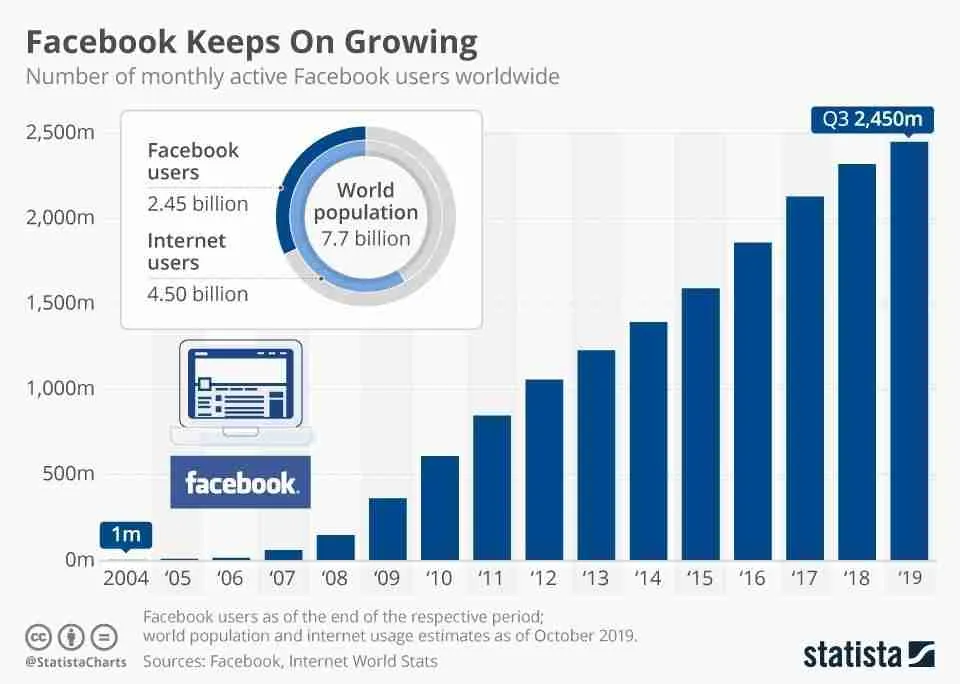 Facebook Keeps On Growing
Number of monthly active Facebook users worldwide
2,500m
2,000m
1,500m
1,000m
500m
0m
Facebook
users
2.45 billion
Internet
users
4.50 billion
World
population
7.7 billion
Q3 2,450m
facebook.
1m
2004 ‘05 ‘06 ‘07 ‘08 ‘09 ‘10 ‘11 ‘12 ‘13 ‘14 ‘15 ‘16 ‘17 ‘18 ‘19
Facebook users as of the end of the respective period;
world population and internet usage estimates as of October 2019.
cc
@StatistaCharts Sources: Facebook, Internet World Stats
statista